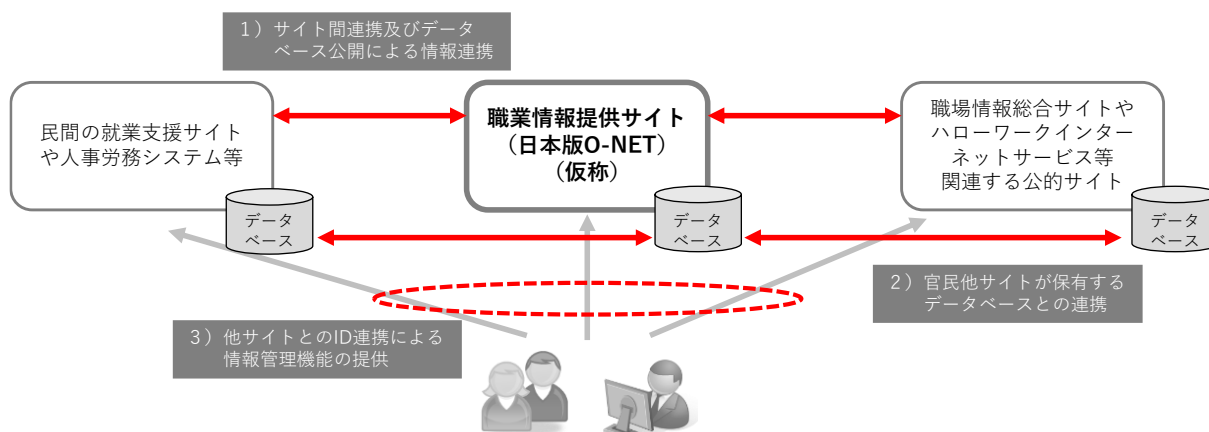 1）サイト間連携及びデータ
ベース公開による情報連携
民間の就業支援サイト
や人事労務システム等
職業情報提供サイト
（日本版O-NET）
（仮称）
職場情報総合サイトや
ハローワークインター
ネットサービス等
関連する公的サイト
データ
ベース
データ
ベース
データ
ベース
2）官民他サイトが保有する
データベースとの連携
3）他サイトとのID連携による
情報管理機能の提供